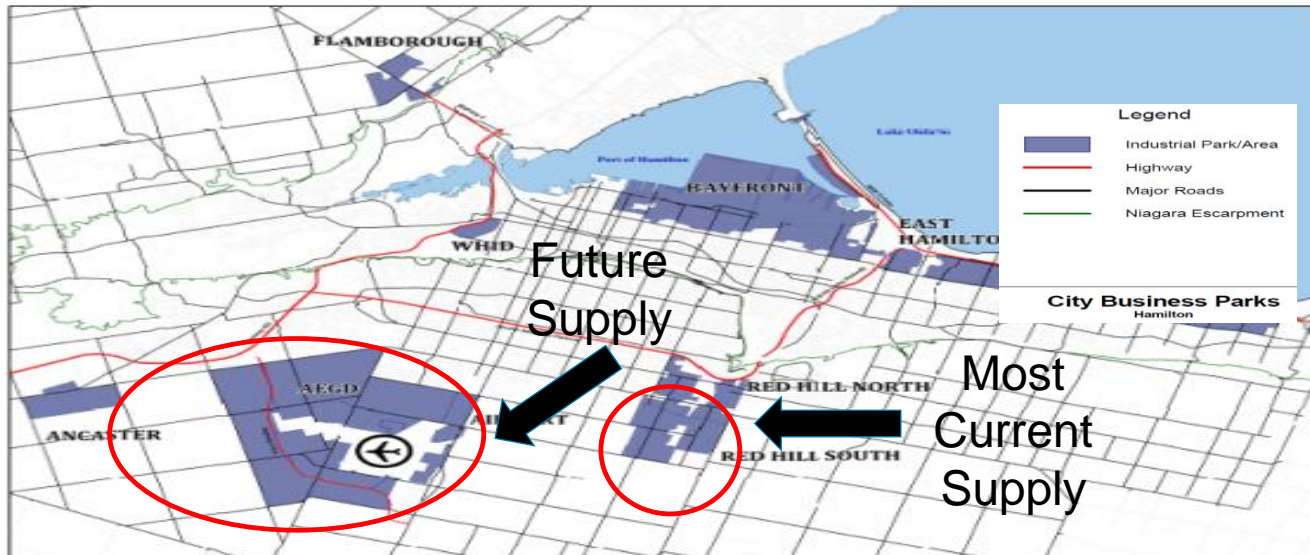 FLAMBOROUGH
Port of Hamilton
BAYFRONT
EAST
HAMILTO
WHID
Legend
Industrial Park/Area
Highway
Major Roads
Niagara Escarpment
City Business Parks
Hamilton
Future
Supply
AEGD
ANCASTER
RED HILL NORTH
RED HILL SOUTH
Most
Current
Supply